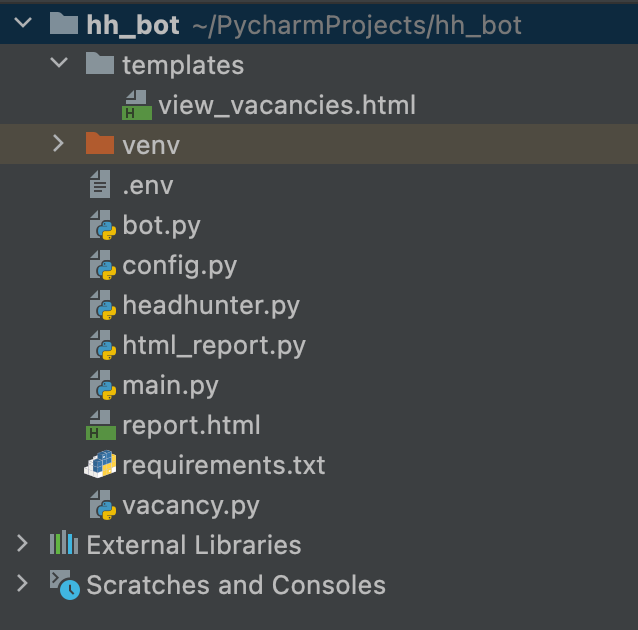 hh_bot ~/PycharmProjects/hh_bot
templates
H view_vacancies.html
venv
.env
bot.py
config.py
headhunter.py
html_report.py
main.py
H report.html
requirements.txt
vacancy.py
External Libraries
Scratches and Consoles